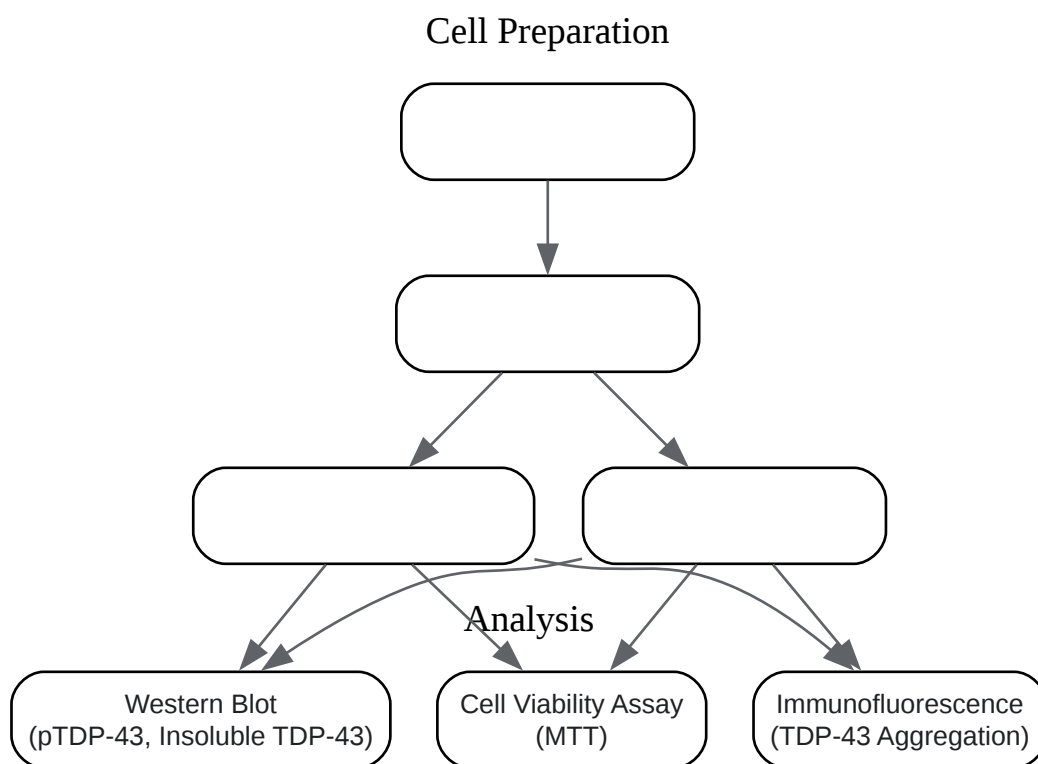 Cell Preparation
Analysis
Western Blot
(pTDP-43, Insoluble TDP-43)
Cell Viability Assay
(MTT)
Immunofluorescence
(TDP-43 Aggregation)